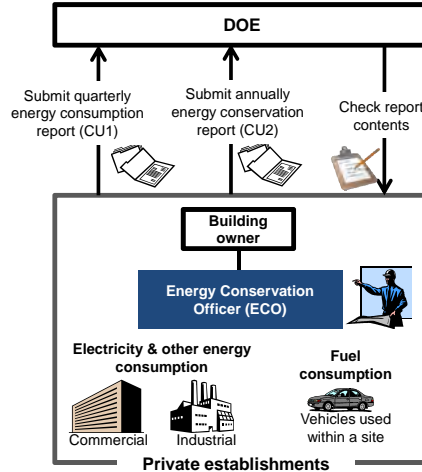 DOE
Submit quarterly
energy consumption
report (CU1)
Submit annually
energy conservation
report (CU2)
Check report
contents
Building
owner
Energy Conservation
Officer (ECO)
Electricity & other energy
consumption
Fuel
consumption
Commercial
Industrial
Vehicles used
within a site
Private establishments